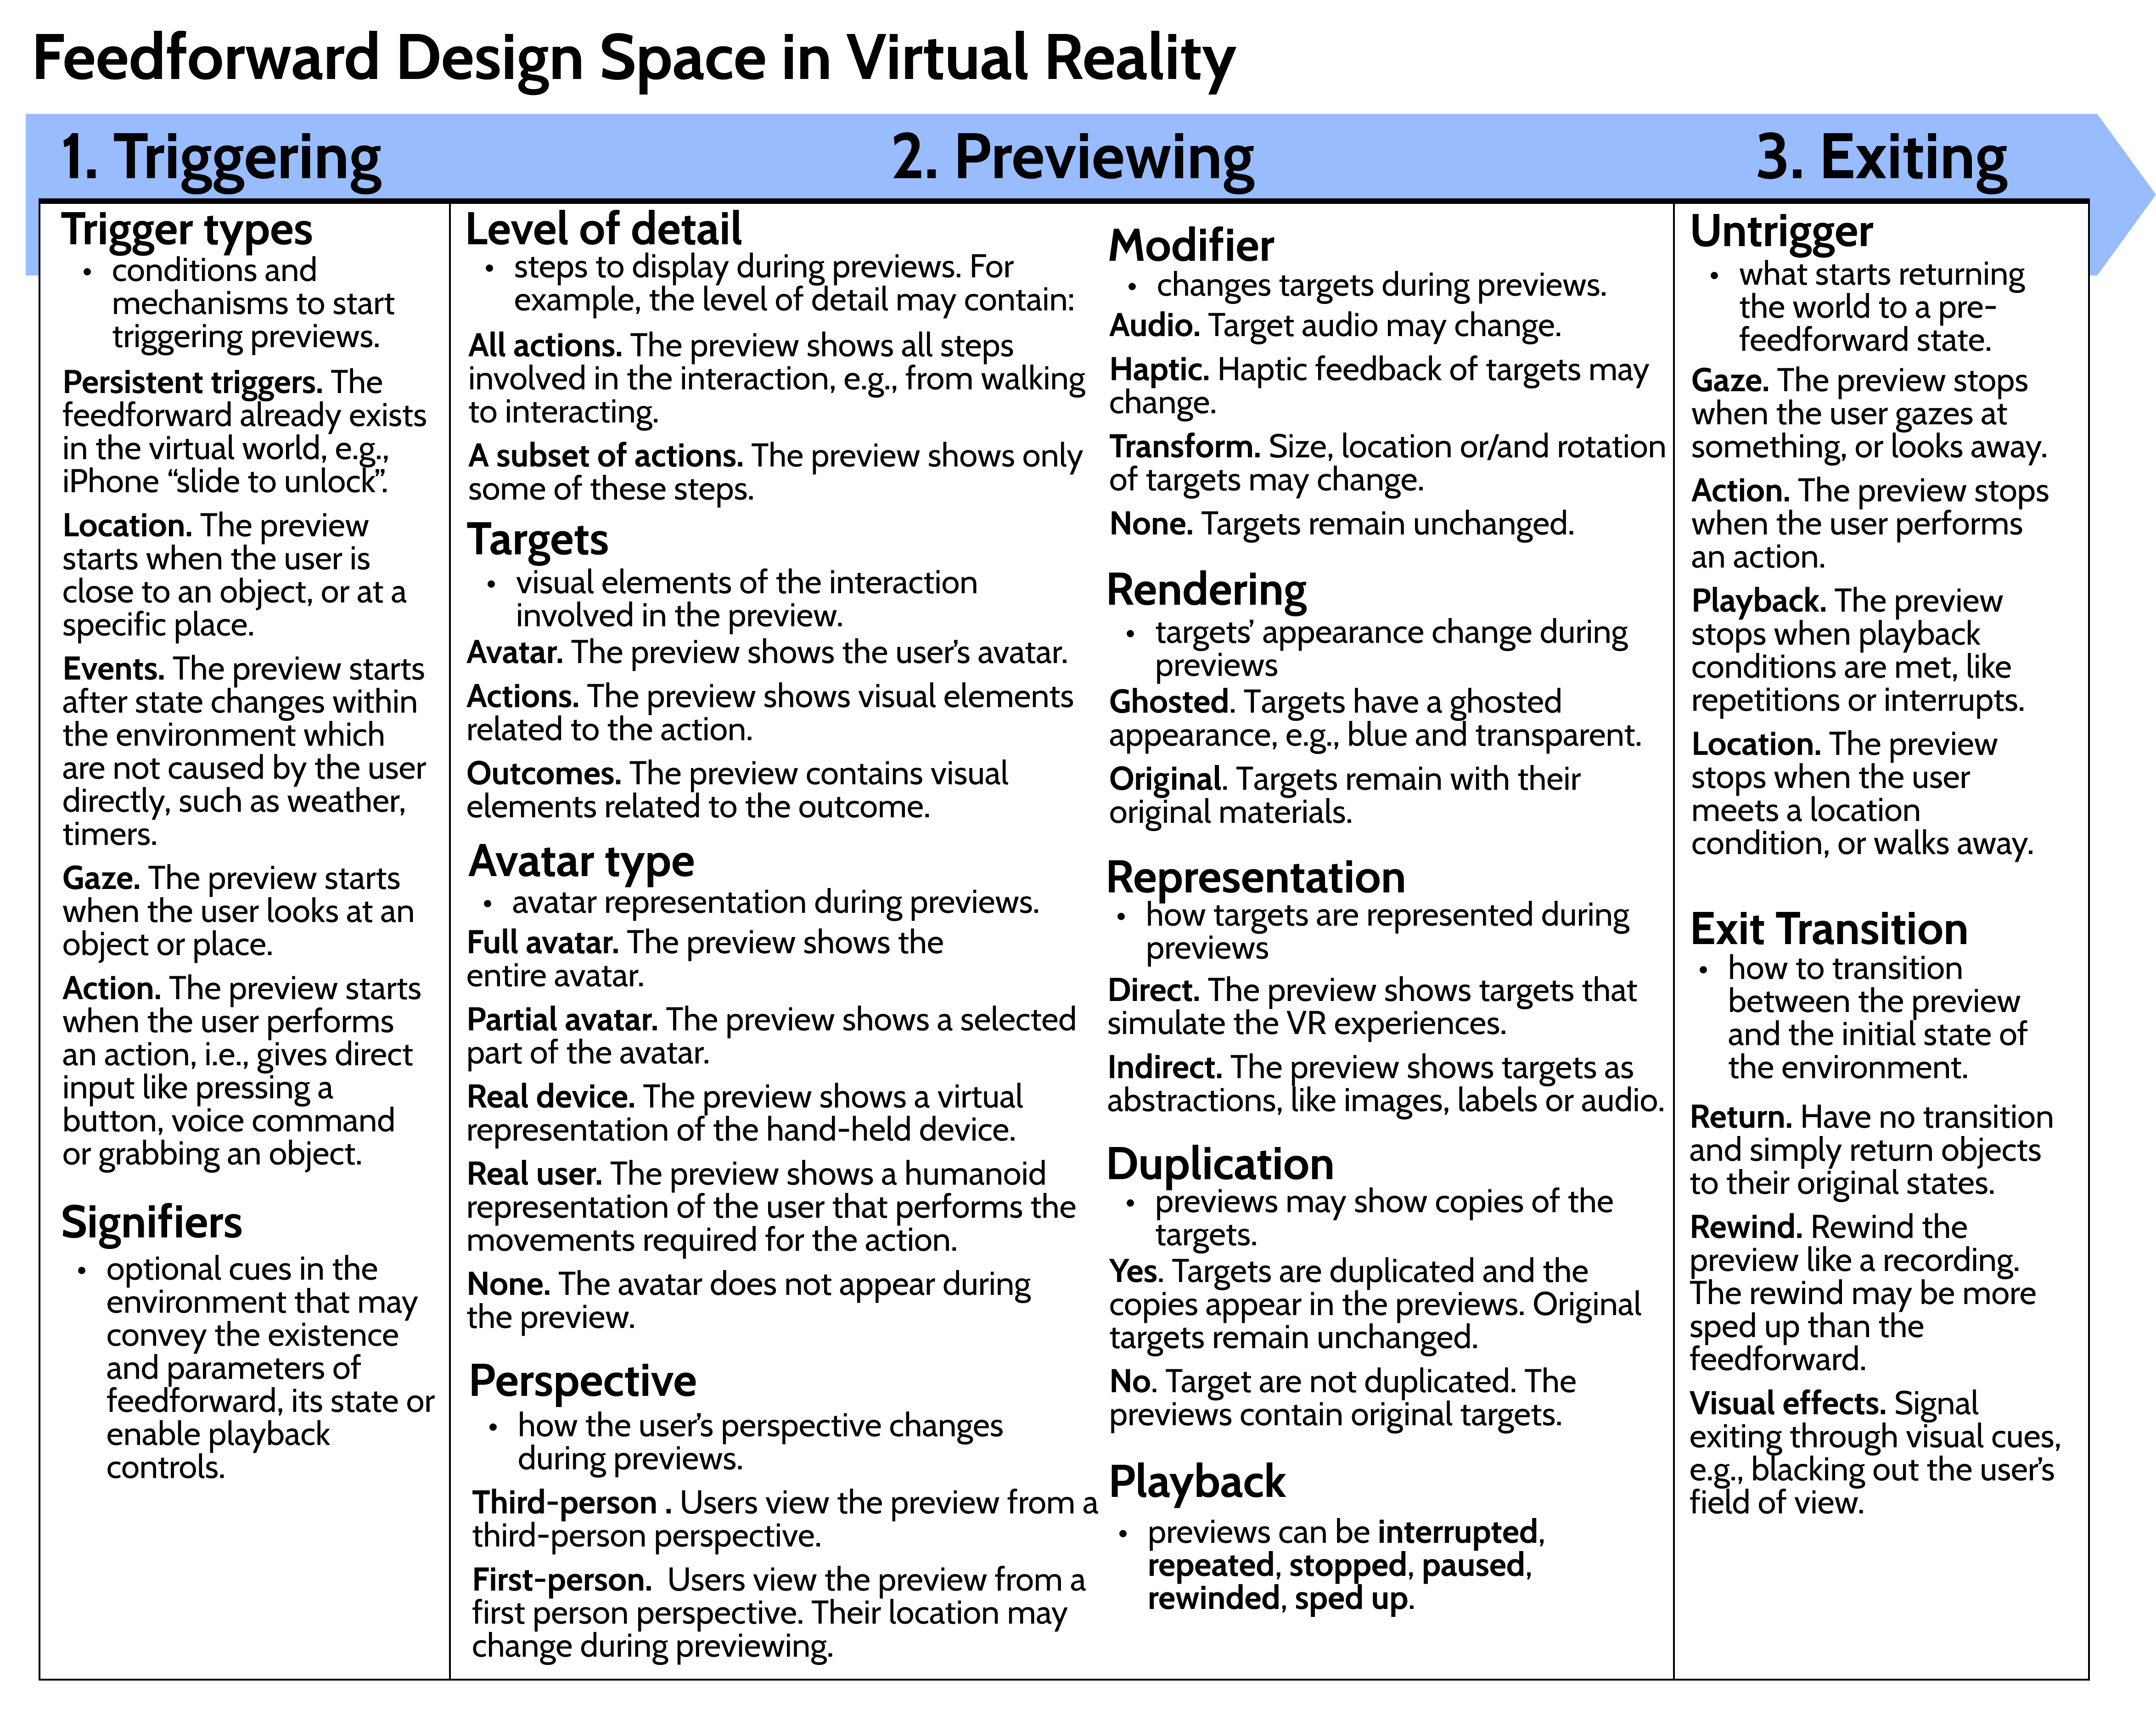 Feedforward Design Space in Virtual Reality
1. Triggering
2. Previewing
3. Exiting
Trigger types
• conditions and
mechanisms to start
triggering previews.
Persistent triggers. The
feedforward already exists
in the virtual world, e.g.,
iPhone “slide to unlock”.
Location. The preview
starts when the user is
close to an object, or at a
specific place.
Events. The preview starts
after state changes within
the environment which
are not caused by the user
directly, such as weather,
timers.
Gaze. The preview starts
when the user looks at an
object or place.
Action. The preview starts
when the user performs
an action, i.e., gives direct
input like pressing a
button, voice command
or grabbing an object.
Signifiers
• optional cues in the
environment that may
convey the existence
and parameters of
feedforward, its state or
enable playback
controls.
Level of detail
• steps to display during previews. For
example, the level of detail may contain:
All actions. The preview shows all steps
involved in the interaction, e.g., from walking
to interacting.
A subset of actions. The preview shows only
some of these steps.
Targets
• visual elements of the interaction
involved in the preview.
Avatar. The preview shows the user’s avatar.
Actions. The preview shows visual elements
related to the action.
Outcomes. The preview contains visual
elements related to the outcome.
Avatar type
• avatar representation during previews.
Full avatar. The preview shows the
entire avatar.
Partial avatar. The preview shows a selected
part of the avatar.
Real device. The preview shows a virtual
representation of the hand-held device.
Real user. The preview shows a humanoid
representation of the user that performs the
movements required for the action.
None. The avatar does not appear during
the preview.
Perspective
• how the user’s perspective changes
during previews.
Third-person . Users view the preview from a
third-person perspective.
First-person. Users view the preview from a
first person perspective. Their location may
change during previewing.
Modifier
• changes targets during previews.
Audio. Target audio may change.
Haptic. Haptic feedback of targets may
change.
Transform. Size, location or/and rotation
of targets may change.
None. Targets remain unchanged.
Rendering
• targets’ appearance change during
previews
Ghosted. Targets have a ghosted
appearance, e.g., blue and transparent.
Original. Targets remain with their
original materials.
Representation
• how targets are represented during
previews
Direct. The preview shows targets that
simulate the VR experiences.
Indirect. The preview shows targets as
abstractions, like images, labels or audio.
Duplication
• previews may show copies of the
targets.
Yes. Targets are duplicated and the
copies appear in the previews. Original
targets remain unchanged.
No. Target are not duplicated. The
previews contain original targets.
Playback
• previews can be interrupted,
repeated, stopped, paused,
rewinded, sped up.
Untrigger
• what starts returning
the world to a pre-
feedforward state.
Gaze. The preview stops
when the user gazes at
something, or looks away.
Action. The preview stops
when the user performs
an action.
Playback. The preview
stops when playback
conditions are met, like
repetitions or interrupts.
Location. The preview
stops when the user
meets a location
condition, or walks away.
Exit Transition
• how to transition
between the preview
and the initial state of
the environment.
Return. Have no transition
and simply return objects
to their original states.
Rewind. Rewind the
preview like a recording.
The rewind may be more
sped up than the
feedforward.
Visual effects. Signal
exiting through visual cues,
e.g., blacking out the user’s
field of view.